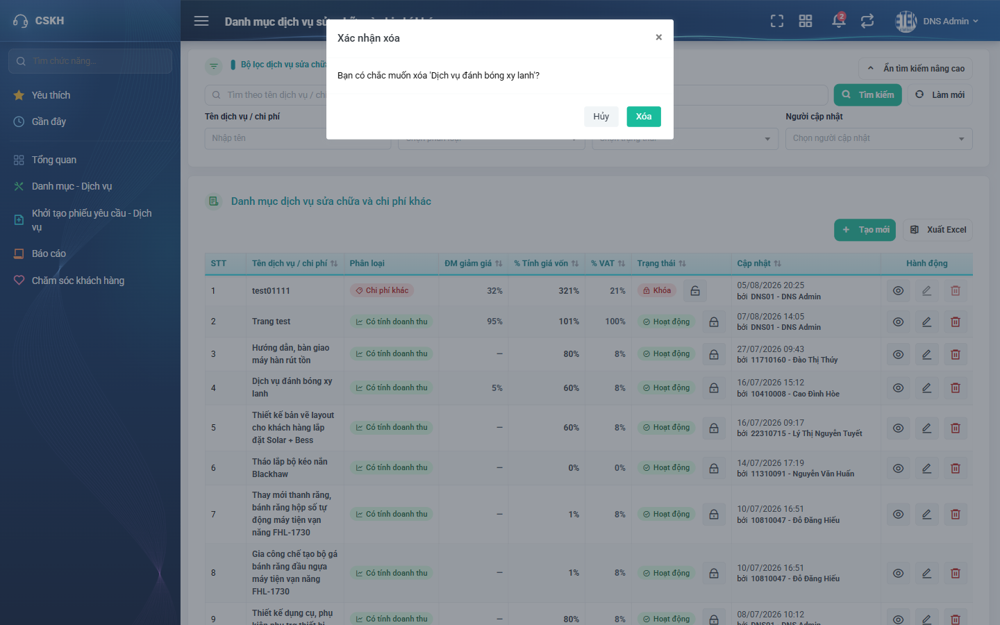 CSKH
Danh mục dịch vụ
2
DNS Admin
Tìm chức năng...
Yêu thích
Gần đây
Tổng quan
Danh mục - Dịch vụ
Khởi tạo phiếu yêu cầu - Dịch
vụ
Báo cáo
Chăm sóc khách hàng
Xác nhận xóa
×
Bạn có chắc muốn xóa 'Dịch vụ đánh bóng xy lanh'?
Hủy
Xóa
Bộ lọc dịch vụ sửa
Ẩn tìm kiếm nâng cao
Tìm theo tên dịch vụ /
Tìm kiếm
Làm mới
Tên dịch vụ / chi phí
Người cập nhật
Nhập tên
Chọn người cập nhật
Danh mục dịch vụ sửa chữa và chi phí khác
Tạo mới
Xuất Excel
STT Tên dịch vụ / chi phí Phân loại ĐM giảm giá % Tính giá vốn % VAT Trạng thái Cập nhật Hành động
1 test01111 Chi phí khác 32% 321% 21% Khóa 05/08/2026 20:25
bởi DNS01 - DNS Admin
2 Trang test Có tính doanh thu 95% 101% 100% Hoạt động 07/08/2026 14:05
bởi DNS01 - DNS Admin
3 Hướng dẫn, bàn giao máy hàn rút tồn Có tính doanh thu — 80% 8% Hoạt động 27/07/2026 09:43
bởi 11710160 - Đào Thị Thúy
4 Dịch vụ đánh bóng xy lanh Có tính doanh thu 5% 60% 8% Hoạt động 16/07/2026 15:12
bởi 10410008 - Cao Đình Hòe
5 Thiết kế bản vẽ layout cho khách hàng lắp đặt Solar + Bess Có tính doanh thu — 60% 8% Hoạt động 16/07/2026 09:17
bởi 22310715 - Lý Thị Nguyễn Tuyết
6 Tháo lắp bộ kéo nắn Blackhaw Có tính doanh thu — 0% 0% Hoạt động 14/07/2026 17:19
bởi 11310091 - Nguyễn Văn Huấn
7 Thay mới thanh răng, bánh răng hộp số tự động máy tiện vạn năng FHL-1730 Có tính doanh thu — 1% 8% Hoạt động 10/07/2026 16:51
bởi 10810047 - Đỗ Đăng Hiếu
8 Gia công chế tạo bộ gá bánh răng đầu ngựa máy tiện vạn năng FHL-1730 Có tính doanh thu — 1% 8% Hoạt động 10/07/2026 16:51
bởi 10810047 - Đỗ Đăng Hiếu
9 Thiết kế dụng cụ, phụ Có tính doanh thu — 80% 8% Hoạt động 08/07/2026 10:12
bởi DNS01 - DNS Admin